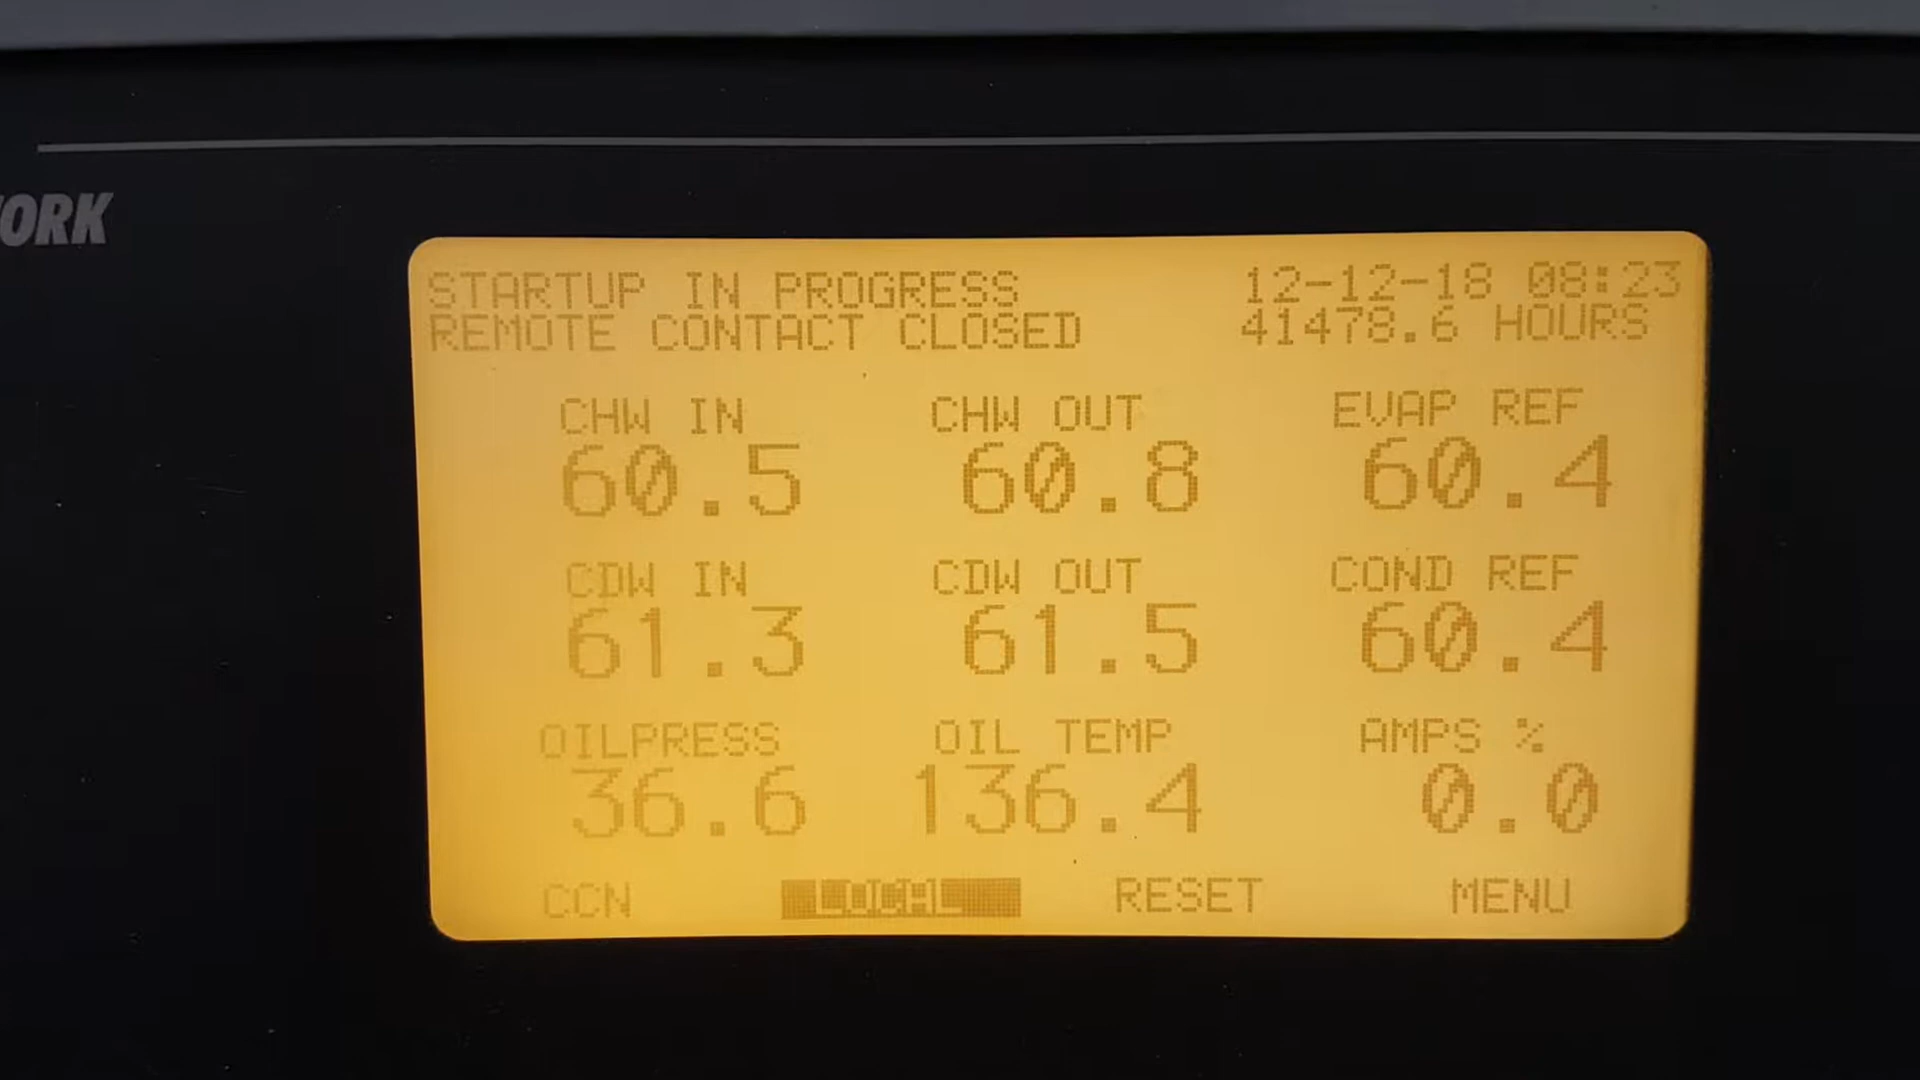 ORK
STARTUP IN PROGRESS 12-12-18 08:23
REMOTE CONTACT CLOSED 41478.6 HOURS
CHW IN CHW OUT EVAP REF
60.5 60.8 60.4
CDW IN CDW OUT COND REF
61.3 61.5 60.4
OILPRESS OIL TEMP AMPS %
36.6 136.4 0.0
CCN LOCAL RESET MENU